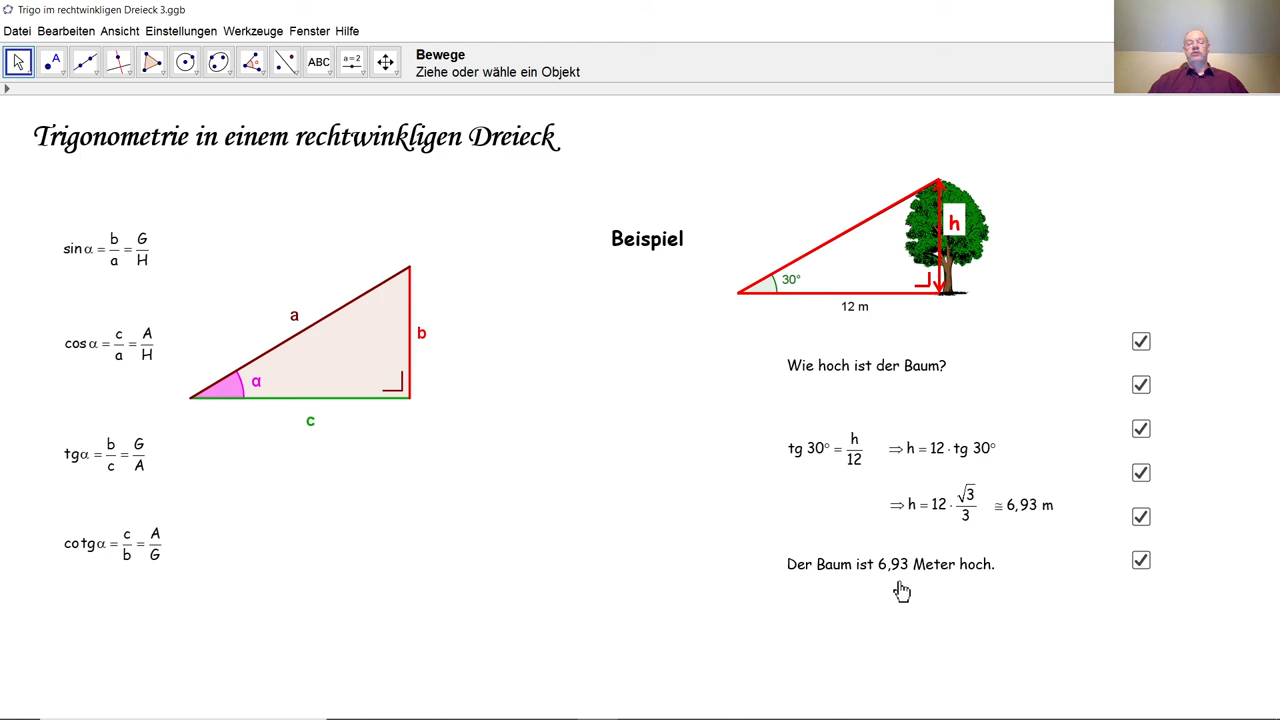 Trigo im rechtwinkligen Dreieck 3.ggb
Datei Bearbeiten Ansicht Einstellungen Werkzeuge Fenster Hilfe
A
ABC
a=2
Bewege
Ziehe oder wähle ein Objekt
Trigonometrie in einem rechtwinkligen Dreieck
sin α = b/a = G/H
cos α = c/a = A/H
tg α = b/c = G/A
cotg α = c/b = A/G
a
b
α
c
Beispiel
h
30°
12 m
Wie hoch ist der Baum?
tg 30° = h/12 ⇒ h = 12 · tg 30°
⇒ h = 12 · √3/3 ≅ 6,93 m
Der Baum ist 6,93 Meter hoch.